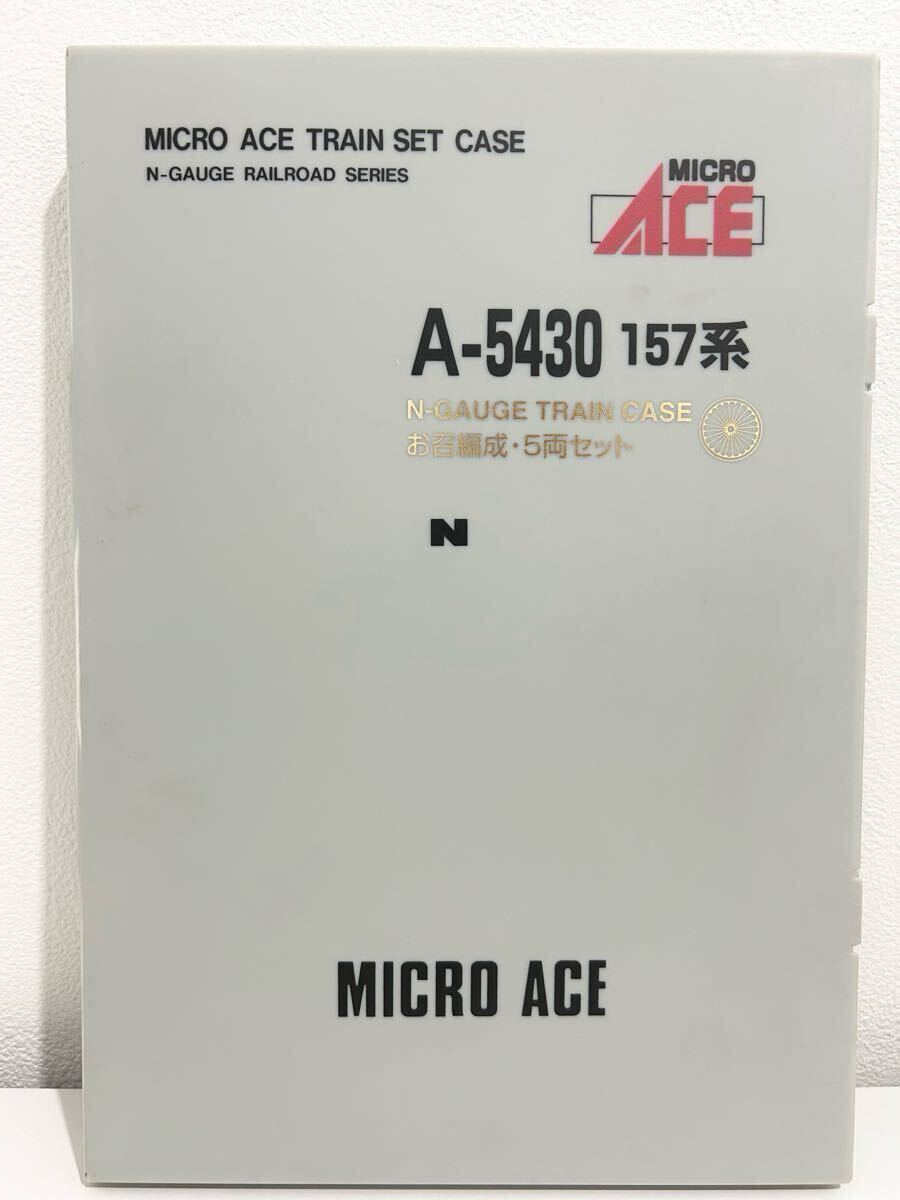 MICRO ACE TRAIN SET CASE
N-GAUGE RAILROAD SERIES
MICRO
ACE
A-5430 157系
N-GAUGE TRAIN CASE
お召編成・5両セット
N
MICRO ACE